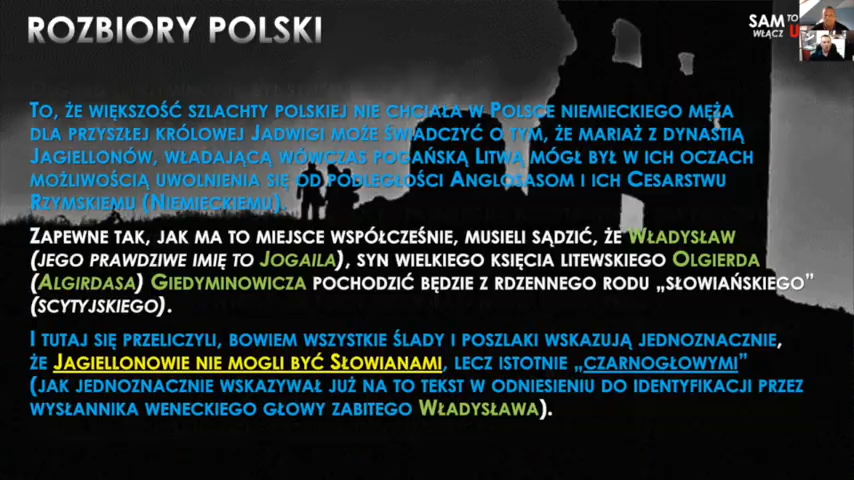 ROZBIORY POLSKI
SAM TO
WŁĄCZ U
TO, ŻE WIĘKSZOŚĆ SZLACHTY POLSKIEJ NIE CHCIAŁA W POLSCE NIEMIECKIEGO MĘŻA
DLA PRZYSZŁEJ KRÓLOWEJ JADWIGI MOŻE ŚWIADCZYĆ O TYM, ŻE MARIAŻ Z DYNASTIĄ
JAGIELLONÓW, WŁADAJĄCĄ WÓWCZAS POGAŃSKĄ LITWĄ MÓGŁ BYŁ W ICH OCZACH
MOŻLIWOŚCIĄ UWOLNIENIA SIĘ OD PODLEGŁOŚCI ANGLOSASOM I ICH CESARSTWU
RZYMSKIEMU (NIEMIECKIEMU).
ZAPEWNE TAK, JAK MA TO MIEJSCE WSPÓŁCZEŚNIE, MUSIELI SĄDZIĆ, ŻE WŁADYSŁAW
(JEGO PRAWDZIWE IMIĘ TO JOGAILA), SYN WIELKIEGO KSIĘCIA LITEWSKIEGO OLGIERDA
(ALGIRDASA) GIEDYMINOWICZA POCHODZIĆ BĘDZIE Z RDZENNEGO RODU „SŁOWIAŃSKIEGO”
(SCYTYJSKIEGO).
I TUTAJ SIĘ PRZELICZYLI, BOWIEM WSZYSTKIE ŚLADY I POSZLAKI WSKAZUJĄ JEDNOZNACZNIE,
ŻE JAGIELLONOWIE NIE MOGLI BYĆ SŁOWIANAMI, LECZ ISTOTNIE „CZARNOGŁOWYMI”
(JAK JEDNOZNACZNIE WSKAZYWAŁ JUŻ NA TO TEKST W ODNIESIENIU DO IDENTYFIKACJI PRZEZ
WYSŁANNIKA WENECKIEGO GŁOWY ZABITEGO WŁADYSŁAWA).